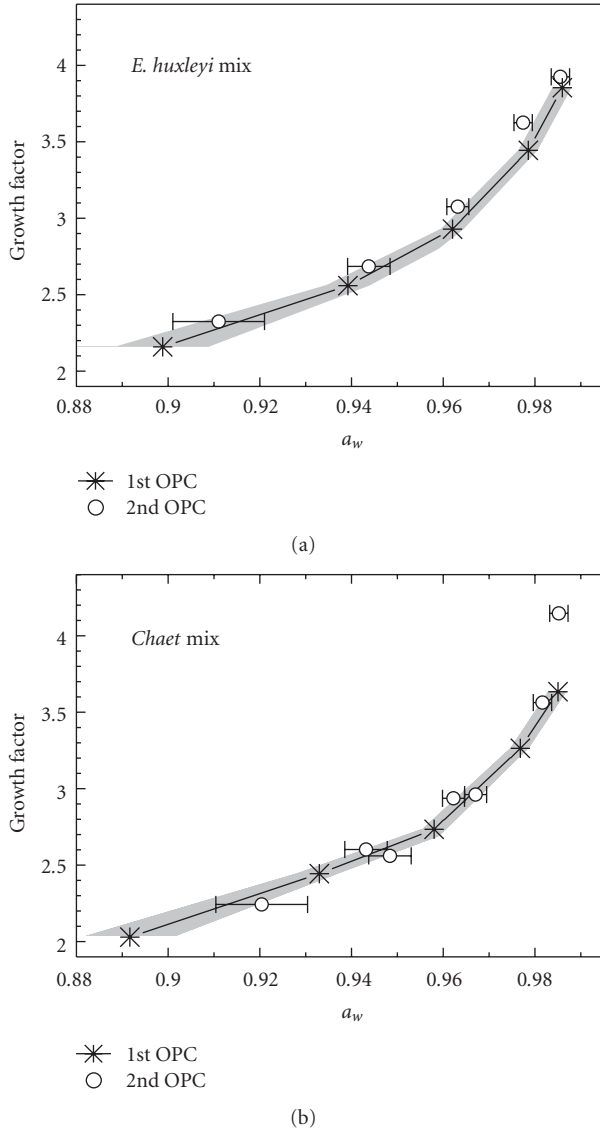 4
E. huxleyi mix
3.5
Growth factor
3
2.5
2
0.88 0.9 0.92 0.94 0.96 0.98
a_w
1st OPC
2nd OPC
(a)
4
Chaet mix
3.5
Growth factor
3
2.5
2
0.88 0.9 0.92 0.94 0.96 0.98
a_w
1st OPC
2nd OPC
(b)